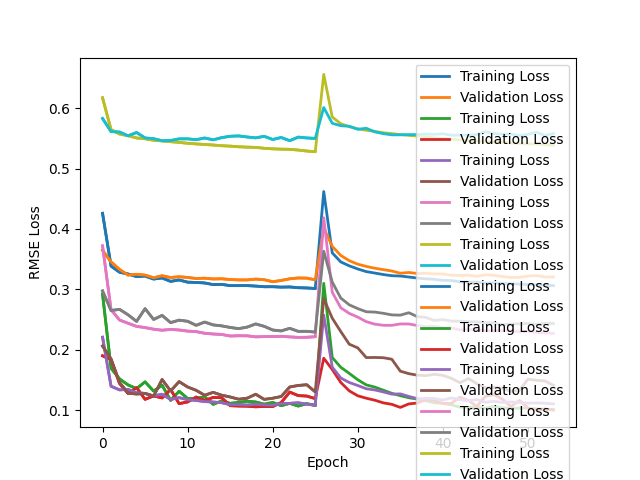 0.6
0.5
0.4
0.3
0.2
0.1
RMSE Loss
0
10
20
30
40
50
Epoch
Training Loss
Validation Loss
Training Loss
Validation Loss
Training Loss
Validation Loss
Training Loss
Validation Loss
Training Loss
Validation Loss
Training Loss
Validation Loss
Training Loss
Validation Loss
Training Loss
Validation Loss
Training Loss
Validation Loss
Training Loss
Validation Loss